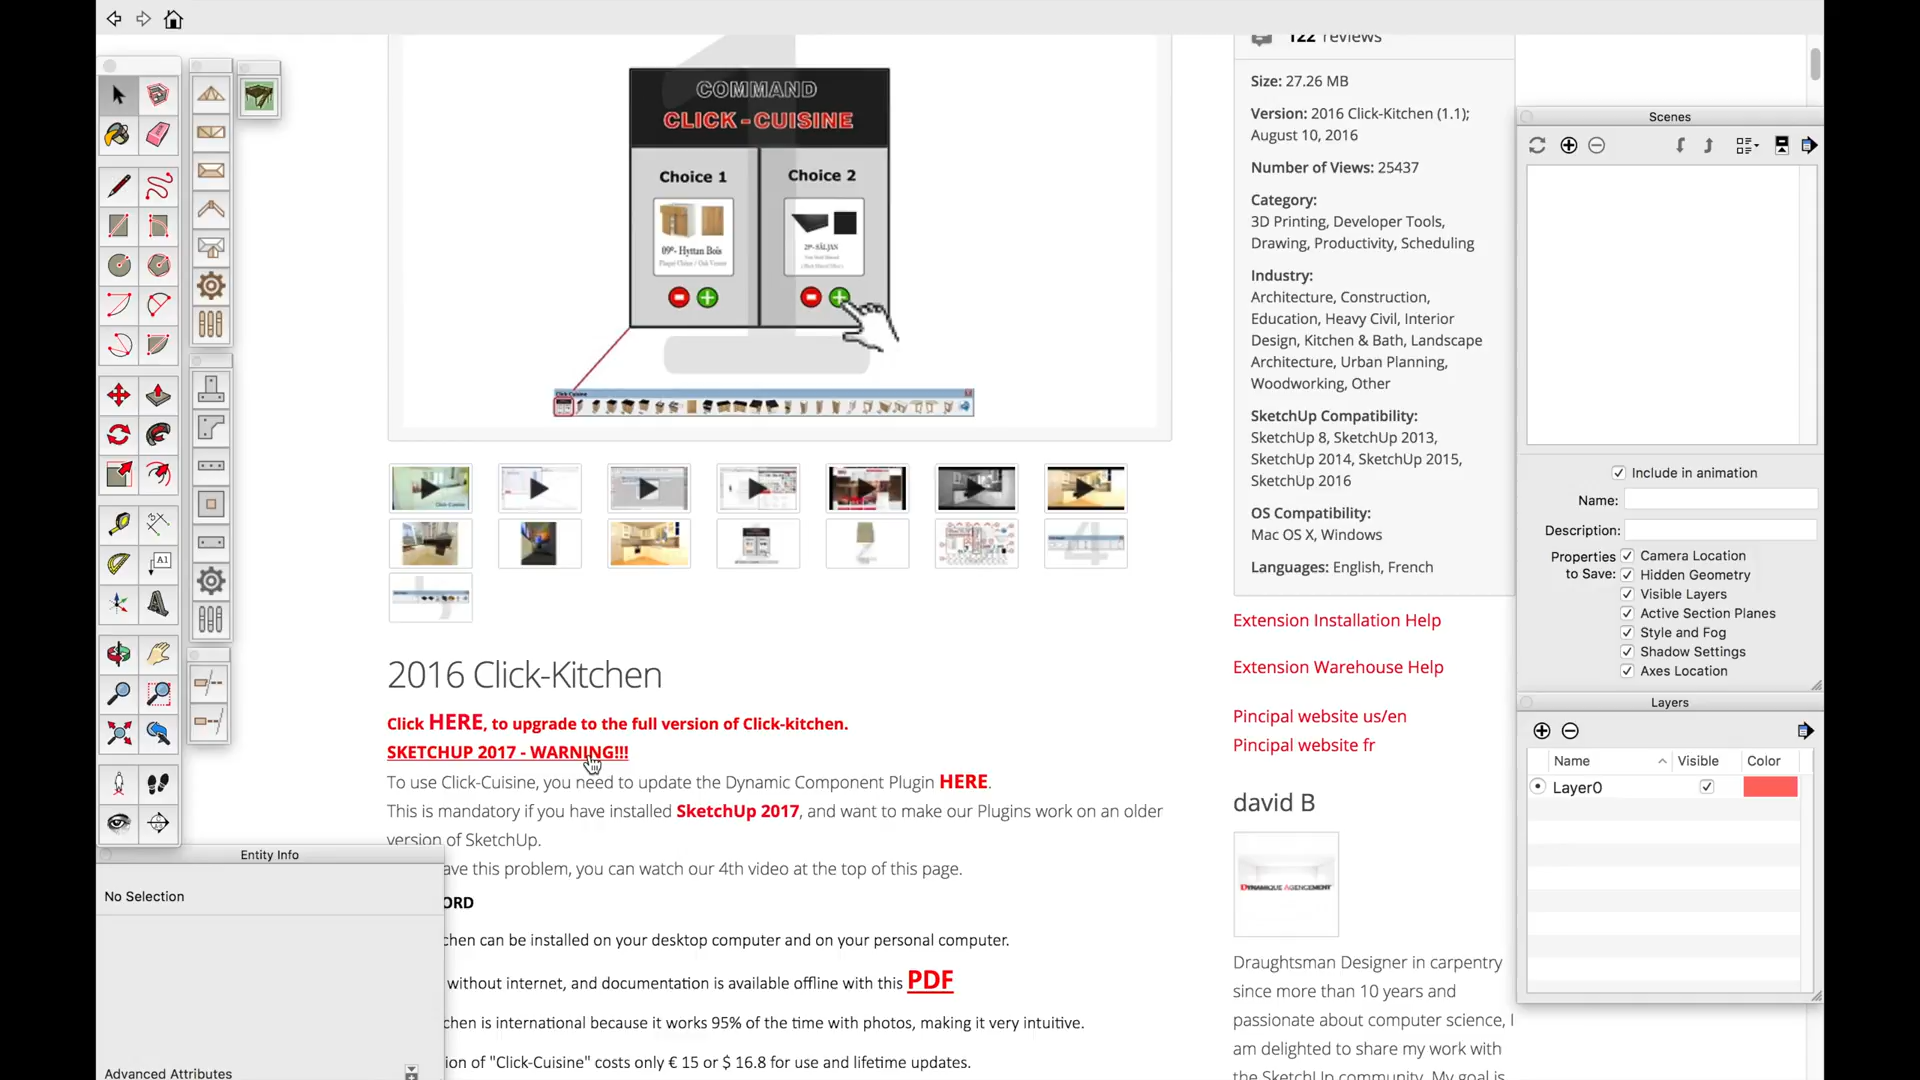 122 reviews
COMMAND
CLICK - CUISINE
Choice 1
Choice 2
09°- Hyttan Bois
Size: 27.26 MB
Version: 2016 Click-Kitchen (1.1);
August 10, 2016
Number of Views: 25437
Category:
3D Printing, Developer Tools,
Drawing, Productivity, Scheduling
Industry:
Architecture, Construction,
Education, Heavy Civil, Interior
Design, Kitchen & Bath, Landscape
Architecture, Urban Planning,
Woodworking, Other
SketchUp Compatibility:
SketchUp 8, SketchUp 2013,
SketchUp 2014, SketchUp 2015,
SketchUp 2016
OS Compatibility:
Mac OS X, Windows
Languages: English, French
Extension Installation Help
Extension Warehouse Help
Pincipal website us/en
Pincipal website fr
david B
DYNAMIQUE AGENCEMENT
Draughtsman Designer in carpentry
since more than 10 years and
passionate about computer science, I
am delighted to share my work with
the SketchUp community. My goal is
2016 Click-Kitchen
Click HERE, to upgrade to the full version of Click-kitchen.
SKETCHUP 2017 - WARNING!!!
To use Click-Cuisine, you need to update the Dynamic Component Plugin HERE.
This is mandatory if you have installed SketchUp 2017, and want to make our Plugins work on an older
version of SketchUp.
ave this problem, you can watch our 4th video at the top of this page.
ORD
chen can be installed on your desktop computer and on your personal computer.
without internet, and documentation is available offline with this PDF
chen is international because it works 95% of the time with photos, making it very intuitive.
ion of "Click-Cuisine" costs only € 15 or $ 16.8 for use and lifetime updates.
Entity Info
No Selection
Advanced Attributes
Scenes
Include in animation
Name:
Description:
Properties
to Save:
Camera Location
Hidden Geometry
Visible Layers
Active Section Planes
Style and Fog
Shadow Settings
Axes Location
Layers
Name
Visible
Color
Layer0